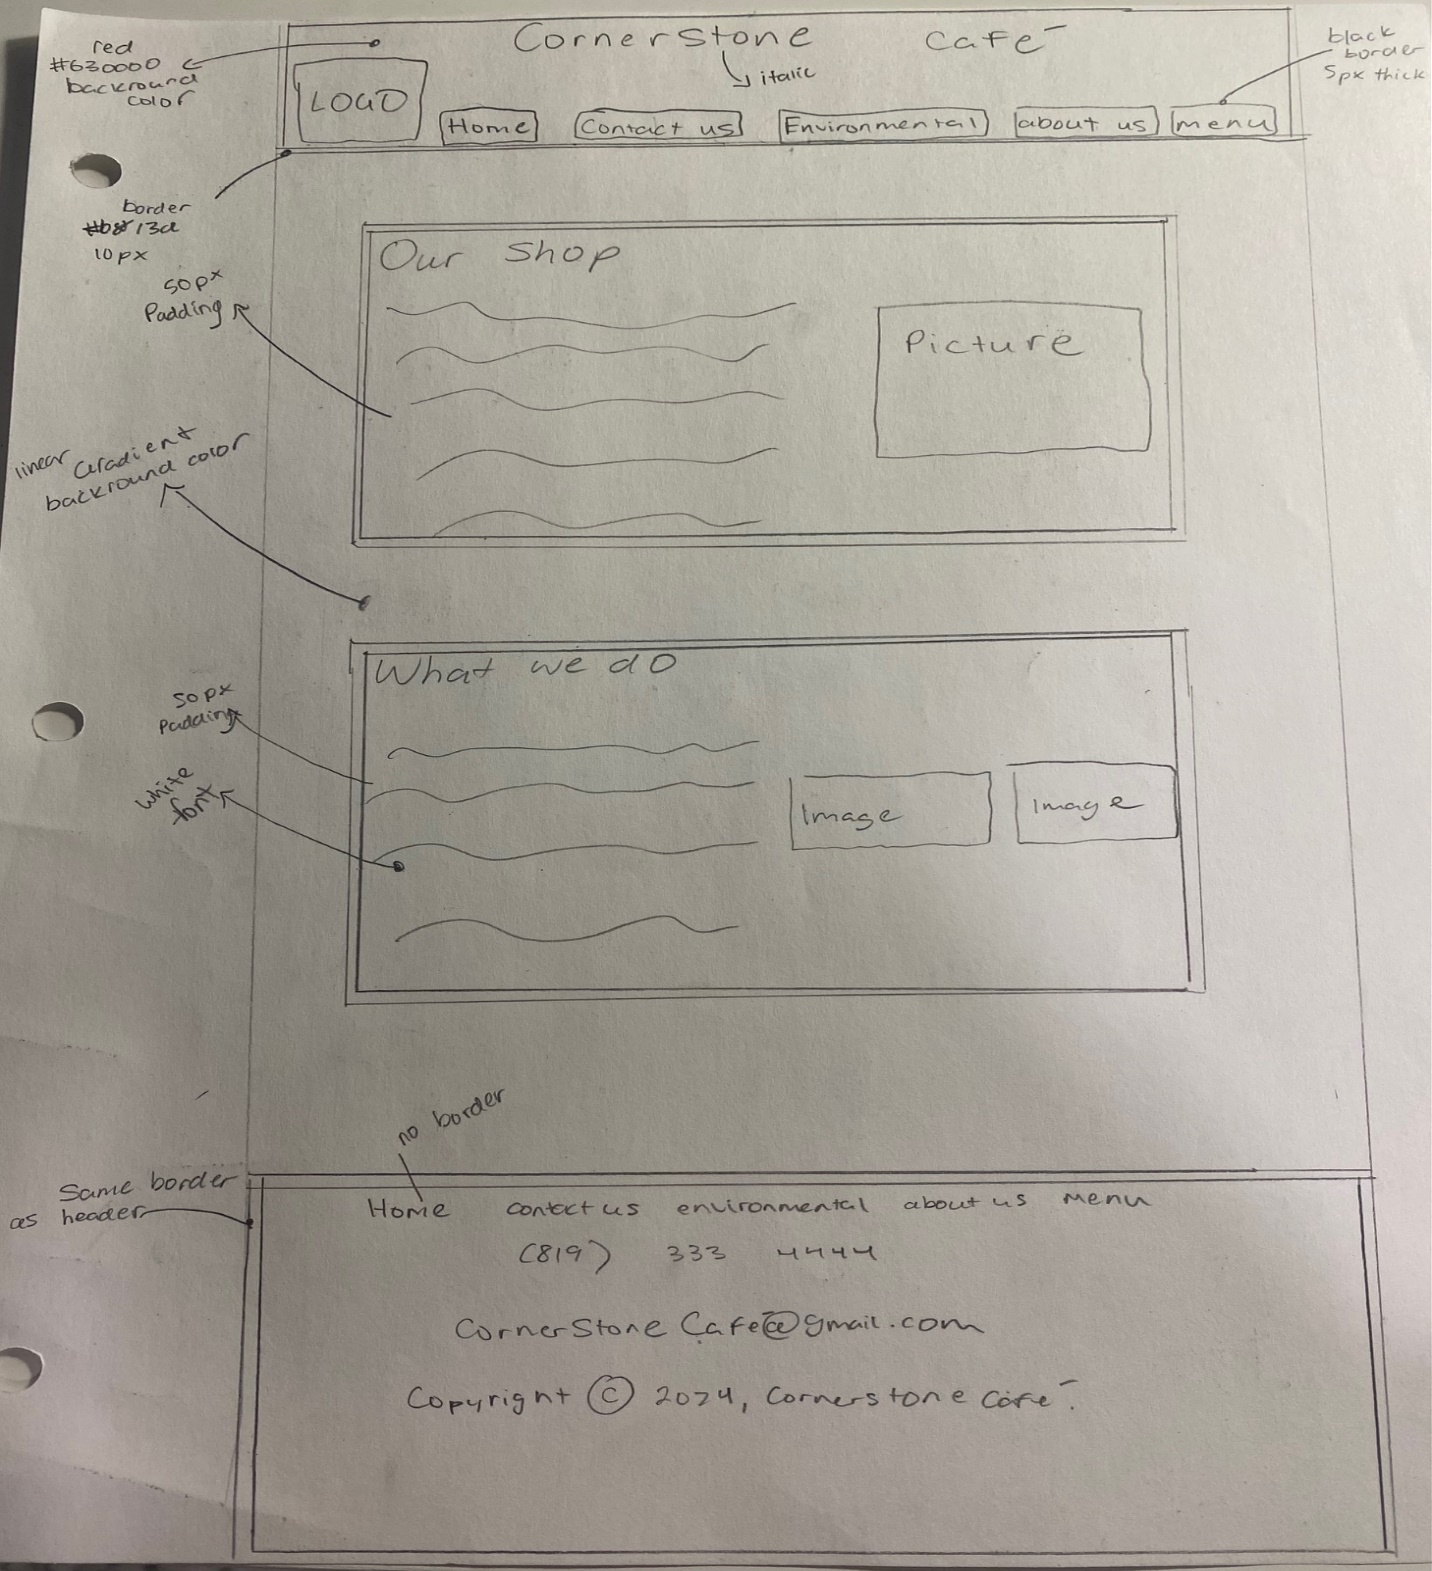 red
#630000
backround
color
Cornerstone Café
italic
black
border
5px thick
LOGO
Home
Contact us
Environmental
about us
menu
border
10px
50px
Padding
Our shop
Picture
linear Gradient
backround color
What we do
50px
padding
white
font
Image
Image
no border
Same border
as header
Home contact us environmental about us menu
(819) 333 4444
CornerStone Cafe@gmail.com
Copyright © 2024, Cornerstone café.